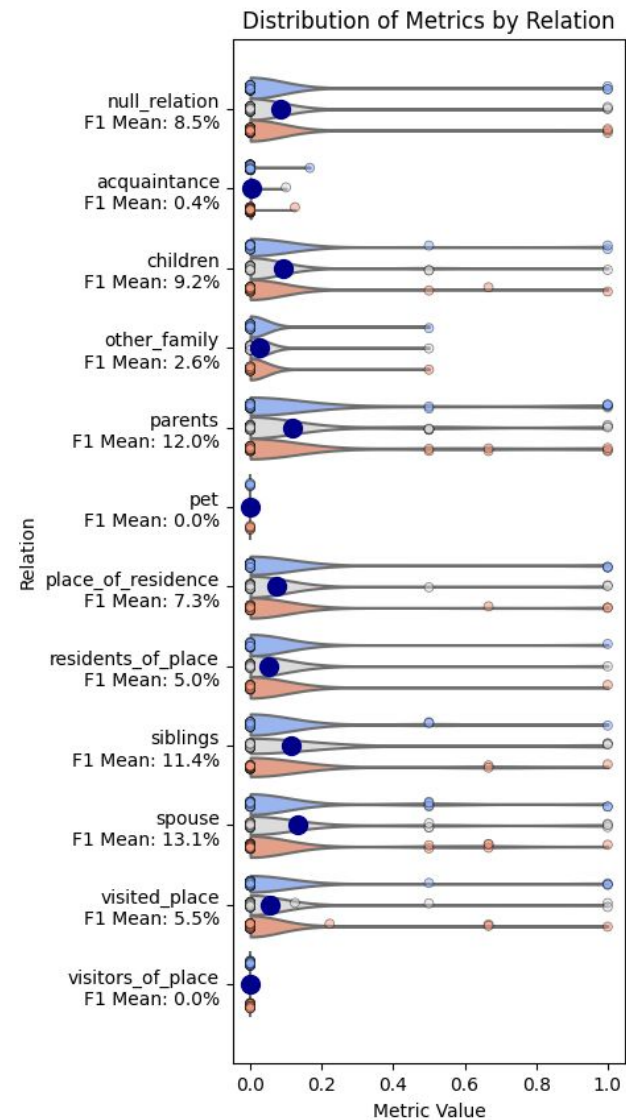 Distribution of Metrics by Relation
null_relation
F1 Mean: 8.5%
acquaintance
F1 Mean: 0.4%
children
F1 Mean: 9.2%
other_family
F1 Mean: 2.6%
parents
F1 Mean: 12.0%
pet
F1 Mean: 0.0%
place_of_residence
F1 Mean: 7.3%
residents_of_place
F1 Mean: 5.0%
siblings
F1 Mean: 11.4%
spouse
F1 Mean: 13.1%
visited_place
F1 Mean: 5.5%
visitors_of_place
F1 Mean: 0.0%
Relation
0.0 0.2 0.4 0.6 0.8 1.0
Metric Value